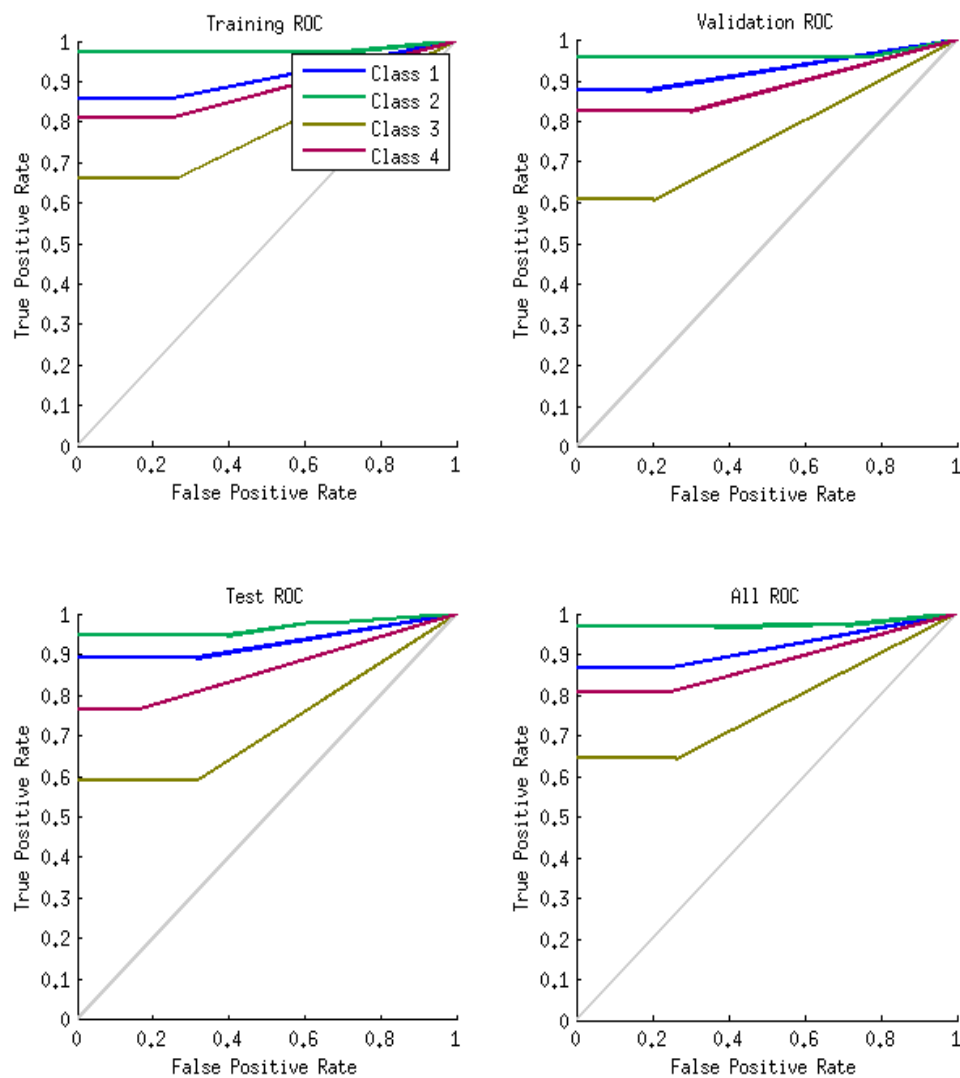 Training ROC
1
0.9
0.8
0.7
0.6
0.5
0.4
0.3
0.2
0.1
0
True Positive Rate
Class 1
Class 2
Class 3
Class 4
0 0.2 0.4 0.6 0.8 1
False Positive Rate
Validation ROC
1
0.9
0.8
0.7
0.6
0.5
0.4
0.3
0.2
0.1
0
True Positive Rate
0 0.2 0.4 0.6 0.8 1
False Positive Rate
Test ROC
1
0.9
0.8
0.7
0.6
0.5
0.4
0.3
0.2
0.1
0
True Positive Rate
0 0.2 0.4 0.6 0.8 1
False Positive Rate
All ROC
1
0.9
0.8
0.7
0.6
0.5
0.4
0.3
0.2
0.1
0
True Positive Rate
0 0.2 0.4 0.6 0.8 1
False Positive Rate